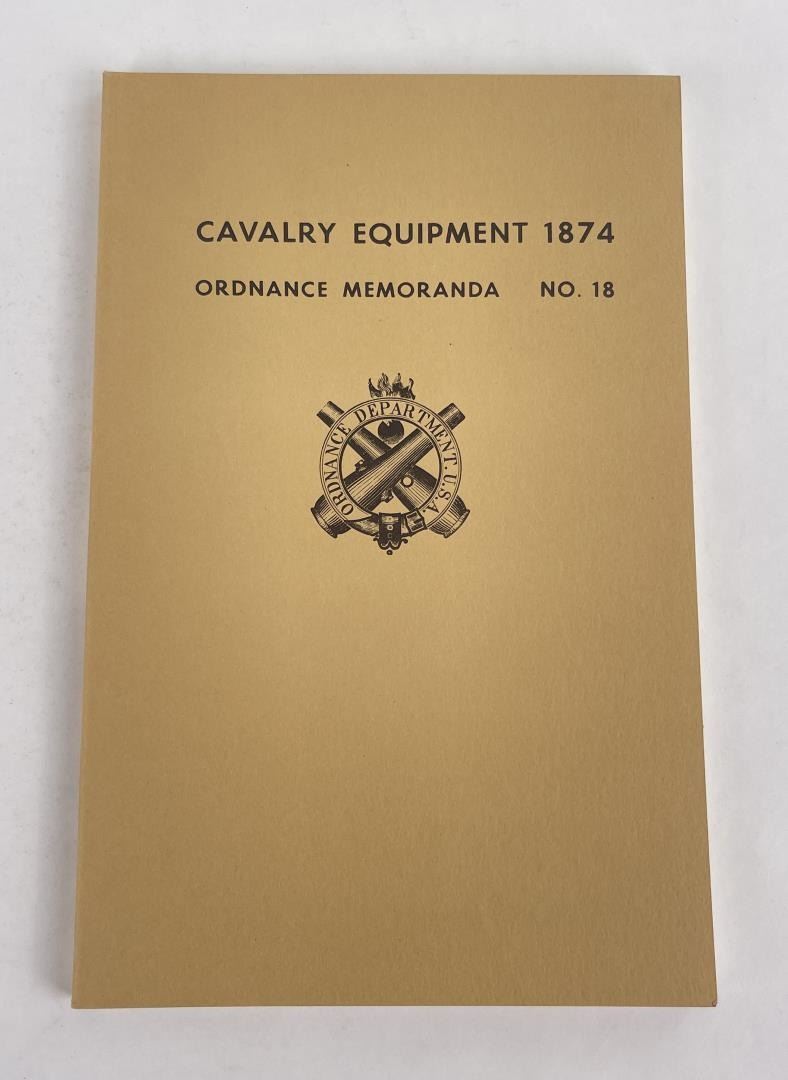 CAVALRY EQUIPMENT 1874
ORDNANCE MEMORANDA NO. 18
ORDNANCE DEPARTMENT. U.S.A.